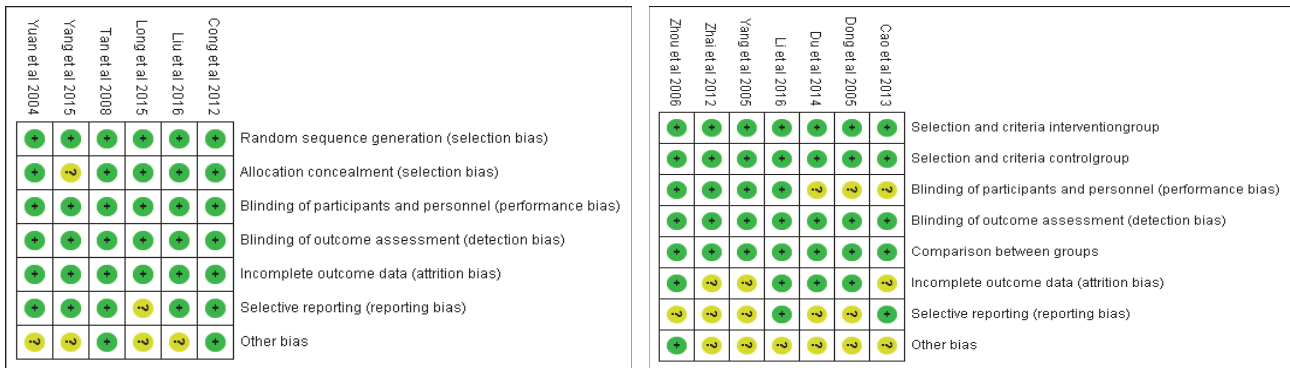 Yuan et al 2004
Yang et al 2015
Tan et al 2008
Long et al 2015
Liu et al 2016
Cong et al 2012
+ + + + + + Random sequence generation (selection bias)
+ ? + + + + Allocation concealment (selection bias)
+ + + + + + Blinding of participants and personnel (performance bias)
+ + + + + + Blinding of outcome assessment (detection bias)
+ + + + + + Incomplete outcome data (attrition bias)
+ + + ? + + Selective reporting (reporting bias)
? ? + ? ? + Other bias
Zhou et al 2006
Zhai et al 2012
Yang et al 2005
Li et al 2016
Du et al 2014
Dong et al 2005
Cao et al 2013
+ + + + + + + Selection and criteria interventiongroup
+ + + + + + + Selection and criteria controlgroup
+ + + + ? ? ? Blinding of participants and personnel (performance bias)
+ + + + + + + Blinding of outcome assessment (detection bias)
+ + + + + + + Comparison between groups
+ ? ? + + + ? Incomplete outcome data (attrition bias)
? ? ? + ? ? + Selective reporting (reporting bias)
+ ? ? ? ? ? ? Other bias